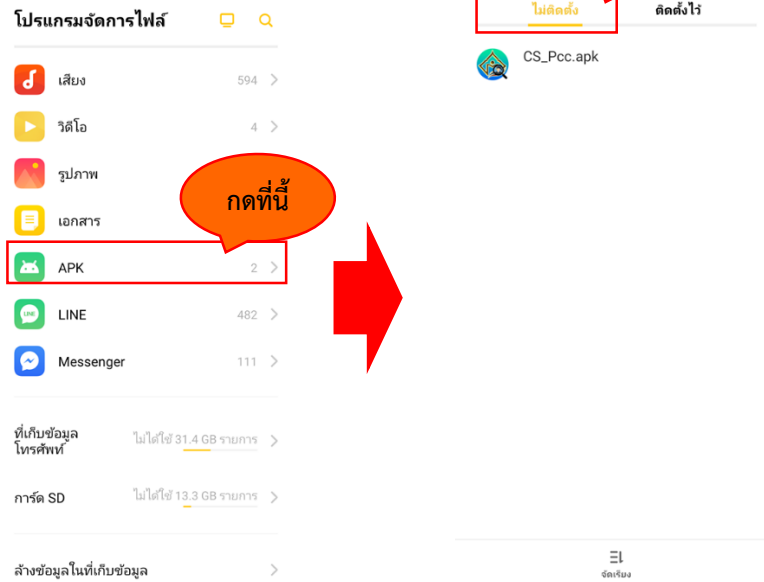 โปรแกรมจัดการไฟล์
เสียง 594
วิดีโอ 4
รูปภาพ
กดที่นี้
เอกสาร
APK 2
LINE
LINE 482
Messenger 111
ที่เก็บข้อมูล
โทรศัพท์
ไม่ได้ใช้ 31.4 GB รายการ
การ์ด SD ไม่ได้ใช้ 13.3 GB รายการ
ล้างข้อมูลในที่เก็บข้อมูล
ไม่ติดตั้ง ติดตั้งไว้
CS_Pcc.apk
จัดเรียง